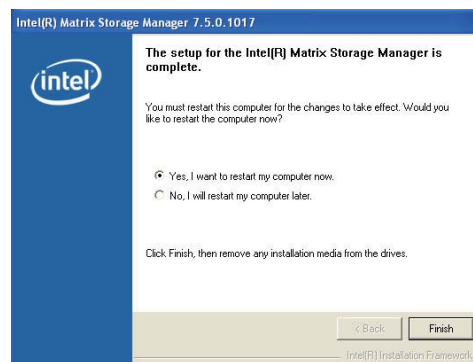 Intel(R) Matrix Storage Manager 7.5.0.1017
intel
The setup for the Intel(R) Matrix Storage Manager is
complete.
You must restart this computer for the changes to take effect. Would you
like to restart the computer now?
Yes, I want to restart my computer now.
No, I will restart my computer later.
Click Finish, then remove any installation media from the drives.
< Back
Finish
Intel(R) Installation Framework